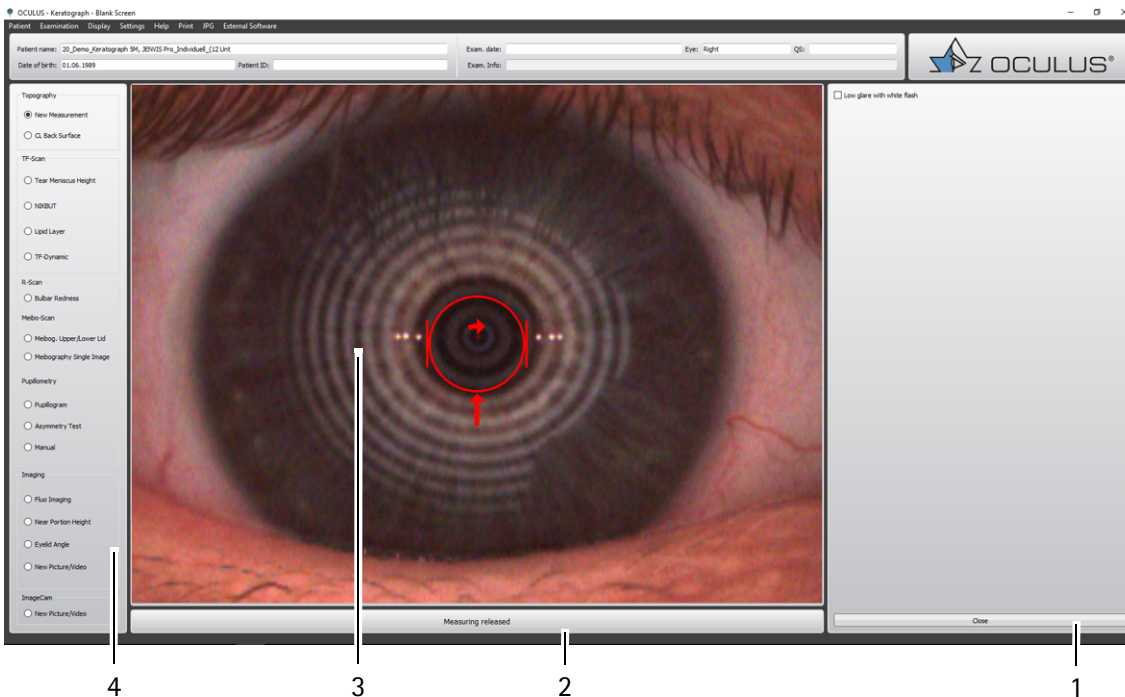 OCULUS - Keratograph - Blank Screen
Patient Examination Display Settings Help Print JPG External Software
Patient name: 20_Demo_Keratograph 5M, JENVIS Pro_Individuell_(12 Unt
Exam. date: Eye: Right QS:
Date of birth: 01.06.1989 Patient ID: Exam. Info:
OCULUS®
Topography
New Measurement
CL Back Surface
TF-Scan
Tear Meniscus Height
NIKBUT
Lipid Layer
TF-Dynamic
R-Scan
Bulbar Redness
Meibo-Scan
Meibog. Upper/Lower Lid
Meibography Single Image
Pupillometry
Pupillogram
Asymmetry Test
Manual
Imaging
Fluo Imaging
Near Portion Height
Eyelid Angle
New Picture/Video
ImageCam
New Picture/Video
Low glare with white flash
Measuring released
Close
4 3 2 1